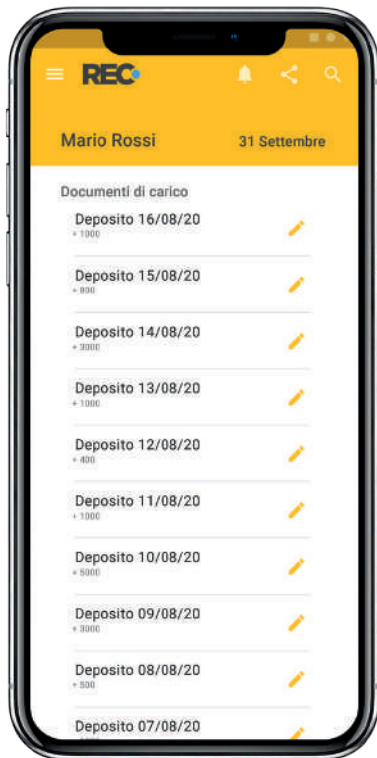 REC
Mario Rossi 31 Settembre
Documenti di carico
Deposito 16/08/20
+ 1000
Deposito 15/08/20
+ 800
Deposito 14/08/20
+ 3000
Deposito 13/08/20
+ 1000
Deposito 12/08/20
+ 400
Deposito 11/08/20
+ 1000
Deposito 10/08/20
+ 5000
Deposito 09/08/20
+ 3000
Deposito 08/08/20
+ 500
Deposito 07/08/20